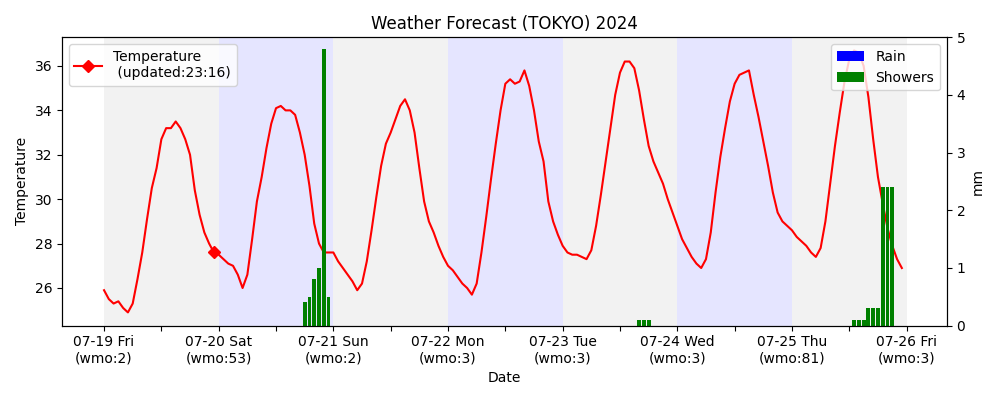 Weather Forecast (TOKYO) 2024
Temperature
(updated:23:16)
Rain
Showers
36
34
32
30
28
26
Temperature
5
4
3
2
1
0
mm
07-19 Fri
(wmo:2)
07-20 Sat
(wmo:53)
07-21 Sun
(wmo:2)
07-22 Mon
(wmo:3)
07-23 Tue
(wmo:3)
07-24 Wed
(wmo:3)
07-25 Thu
(wmo:81)
07-26 Fri
(wmo:3)
Date